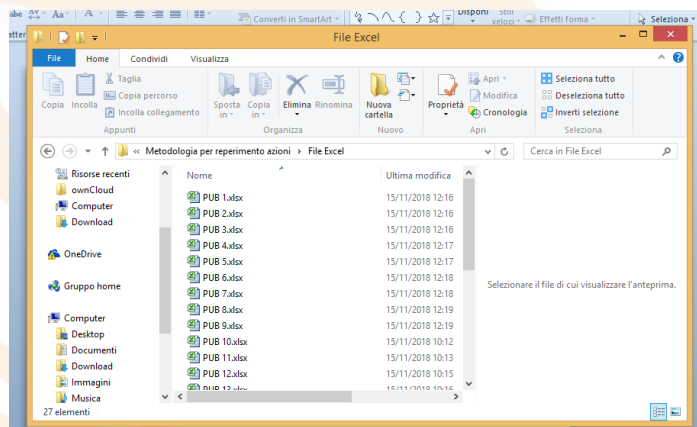 Aa
A
Converti in SmartArt
Disponi
Stili
veloci
Effetti forma
Seleziona
File Excel
File Home Condividi Visualizza
Copia
Incolla
Taglia
Copia percorso
Incolla collegamento
Appunti
Sposta in
Copia in
Elimina
Rinomina
Organizza
Nuova cartella
Nuovo
Proprietà
Apri
Modifica
Cronologia
Apri
Seleziona tutto
Deseleziona tutto
Inverti selezione
Seleziona
« Metodologia per reperimento azioni File Excel
Cerca in File Excel
Risorse recenti
ownCloud
Computer
Download
OneDrive
Gruppo home
Computer
Desktop
Documenti
Download
Immagini
Musica
Nome Ultima modifica
PUB 1.xlsx 15/11/2018 12:16
PUB 2.xlsx 15/11/2018 12:16
PUB 3.xlsx 15/11/2018 12:16
PUB 4.xlsx 15/11/2018 12:17
PUB 5.xlsx 15/11/2018 12:17
PUB 6.xlsx 15/11/2018 12:18
PUB 7.xlsx 15/11/2018 12:18
PUB 8.xlsx 15/11/2018 12:19
PUB 9.xlsx 15/11/2018 12:19
PUB 10.xlsx 15/11/2018 10:12
PUB 11.xlsx 15/11/2018 10:13
PUB 12.xlsx 15/11/2018 10:15
PUB 13.xlsx 15/11/2018 10:16
Selezionare il file di cui visualizzare l'anteprima.
27 elementi